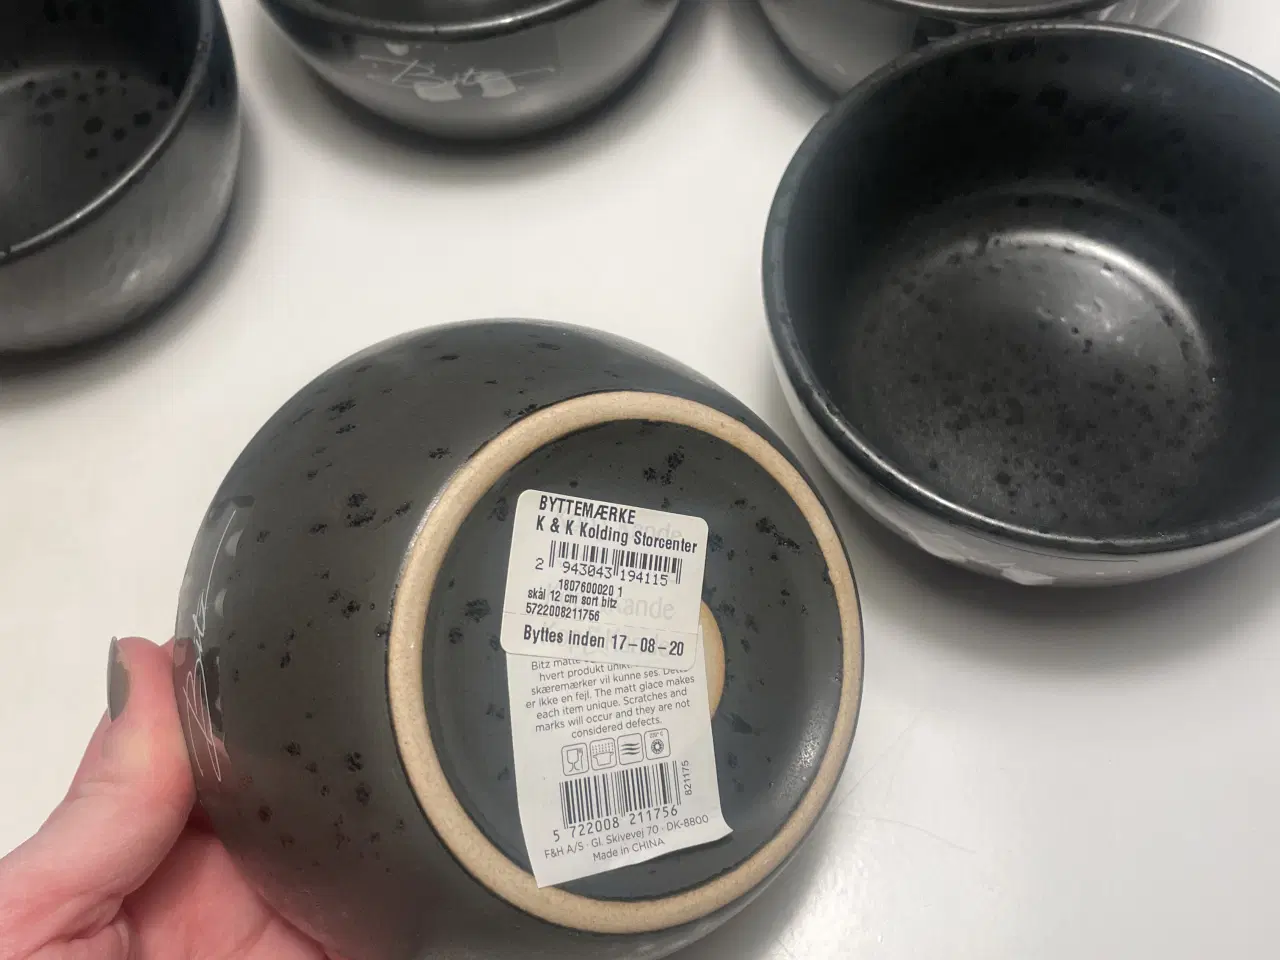 Bitz
BYTTEMÆRKE
K & K Kolding Storcenter
2 943043 194115
1807600020 1
skål 12 cm sort bitz
5722008211756
Byttes inden 17-08-20
Bitz
Bitz matte
hvert produkt
skæremærker vil kunne ses. Dette
er ikke en fejl. The matt glace makes
each item unique. Scratches and
marks will occur and they are not
considered defects.
821175
5 722008 211756
F&H A/S · Gl. Skivevej 70 · DK-8800
Made in CHINA